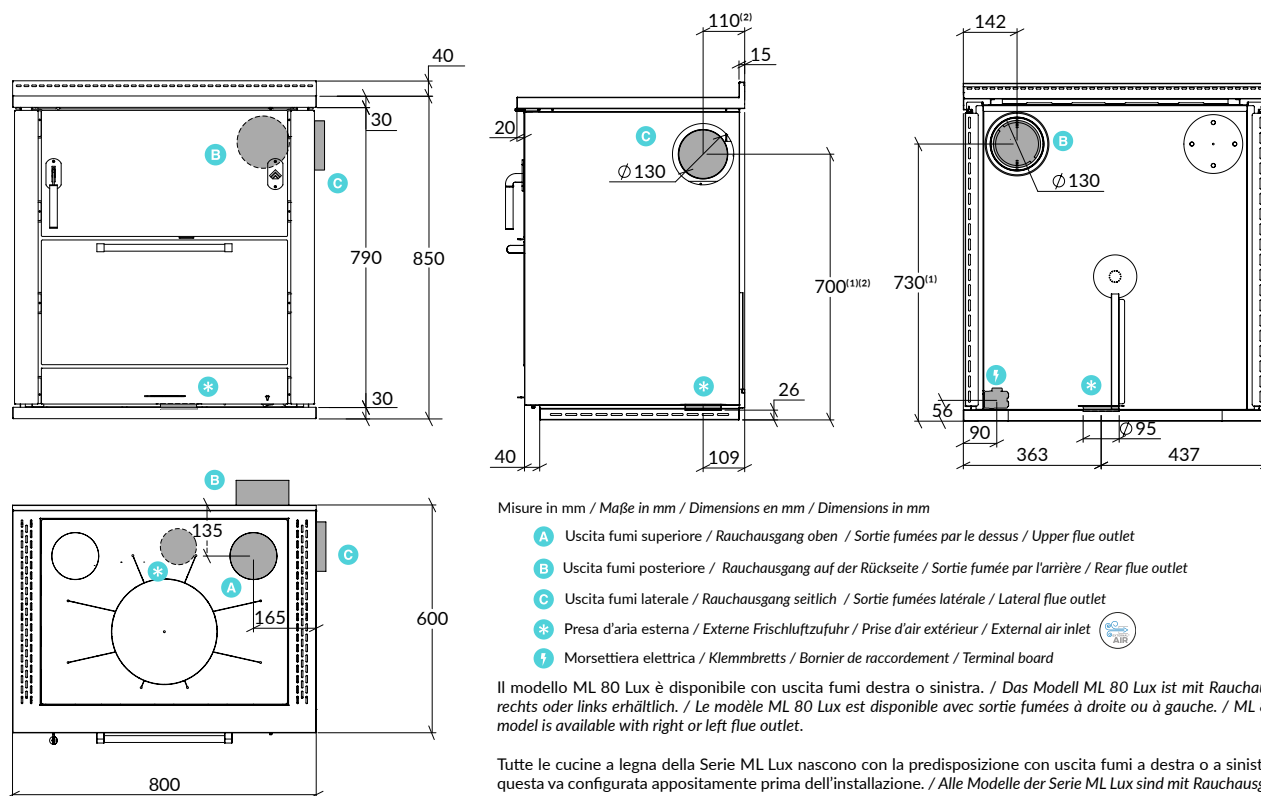 110(2)
142
40
15
30
20
C
B
B
C
1
Ø 130
Ø 130
790
850
700(1)(2)
730(1)
30
26
56
90
Ø 95
40
109
363
437
B
135
C
A
165
600
800
Misure in mm / Maße in mm / Dimensions en mm / Dimensions in mm
A Uscita fumi superiore / Rauchausgang oben / Sortie fumées par le dessus / Upper flue outlet
B Uscita fumi posteriore / Rauchausgang auf der Rückseite / Sortie fumée par l'arrière / Rear flue outlet
C Uscita fumi laterale / Rauchausgang seitlich / Sortie fumées latérale / Lateral flue outlet
* Presa d'aria esterna / Externe Frischluftzufuhr / Prise d'air extérieur / External air inlet AIR
Morsettiera elettrica / Klemmbretts / Bornier de raccordement / Terminal board
Il modello ML 80 Lux è disponibile con uscita fumi destra o sinistra. / Das Modell ML 80 Lux ist mit Rauchau
rechts oder links erhältlich. / Le modèle ML 80 Lux est disponible avec sortie fumées à droite ou à gauche. / ML 8
model is available with right or left flue outlet.
Tutte le cucine a legna della Serie ML Lux nascono con la predisposizione con uscita fumi a destra o a sinist
questa va configurata appositamente prima dell'installazione. / Alle Modelle der Serie ML Lux sind mit Rauchausg